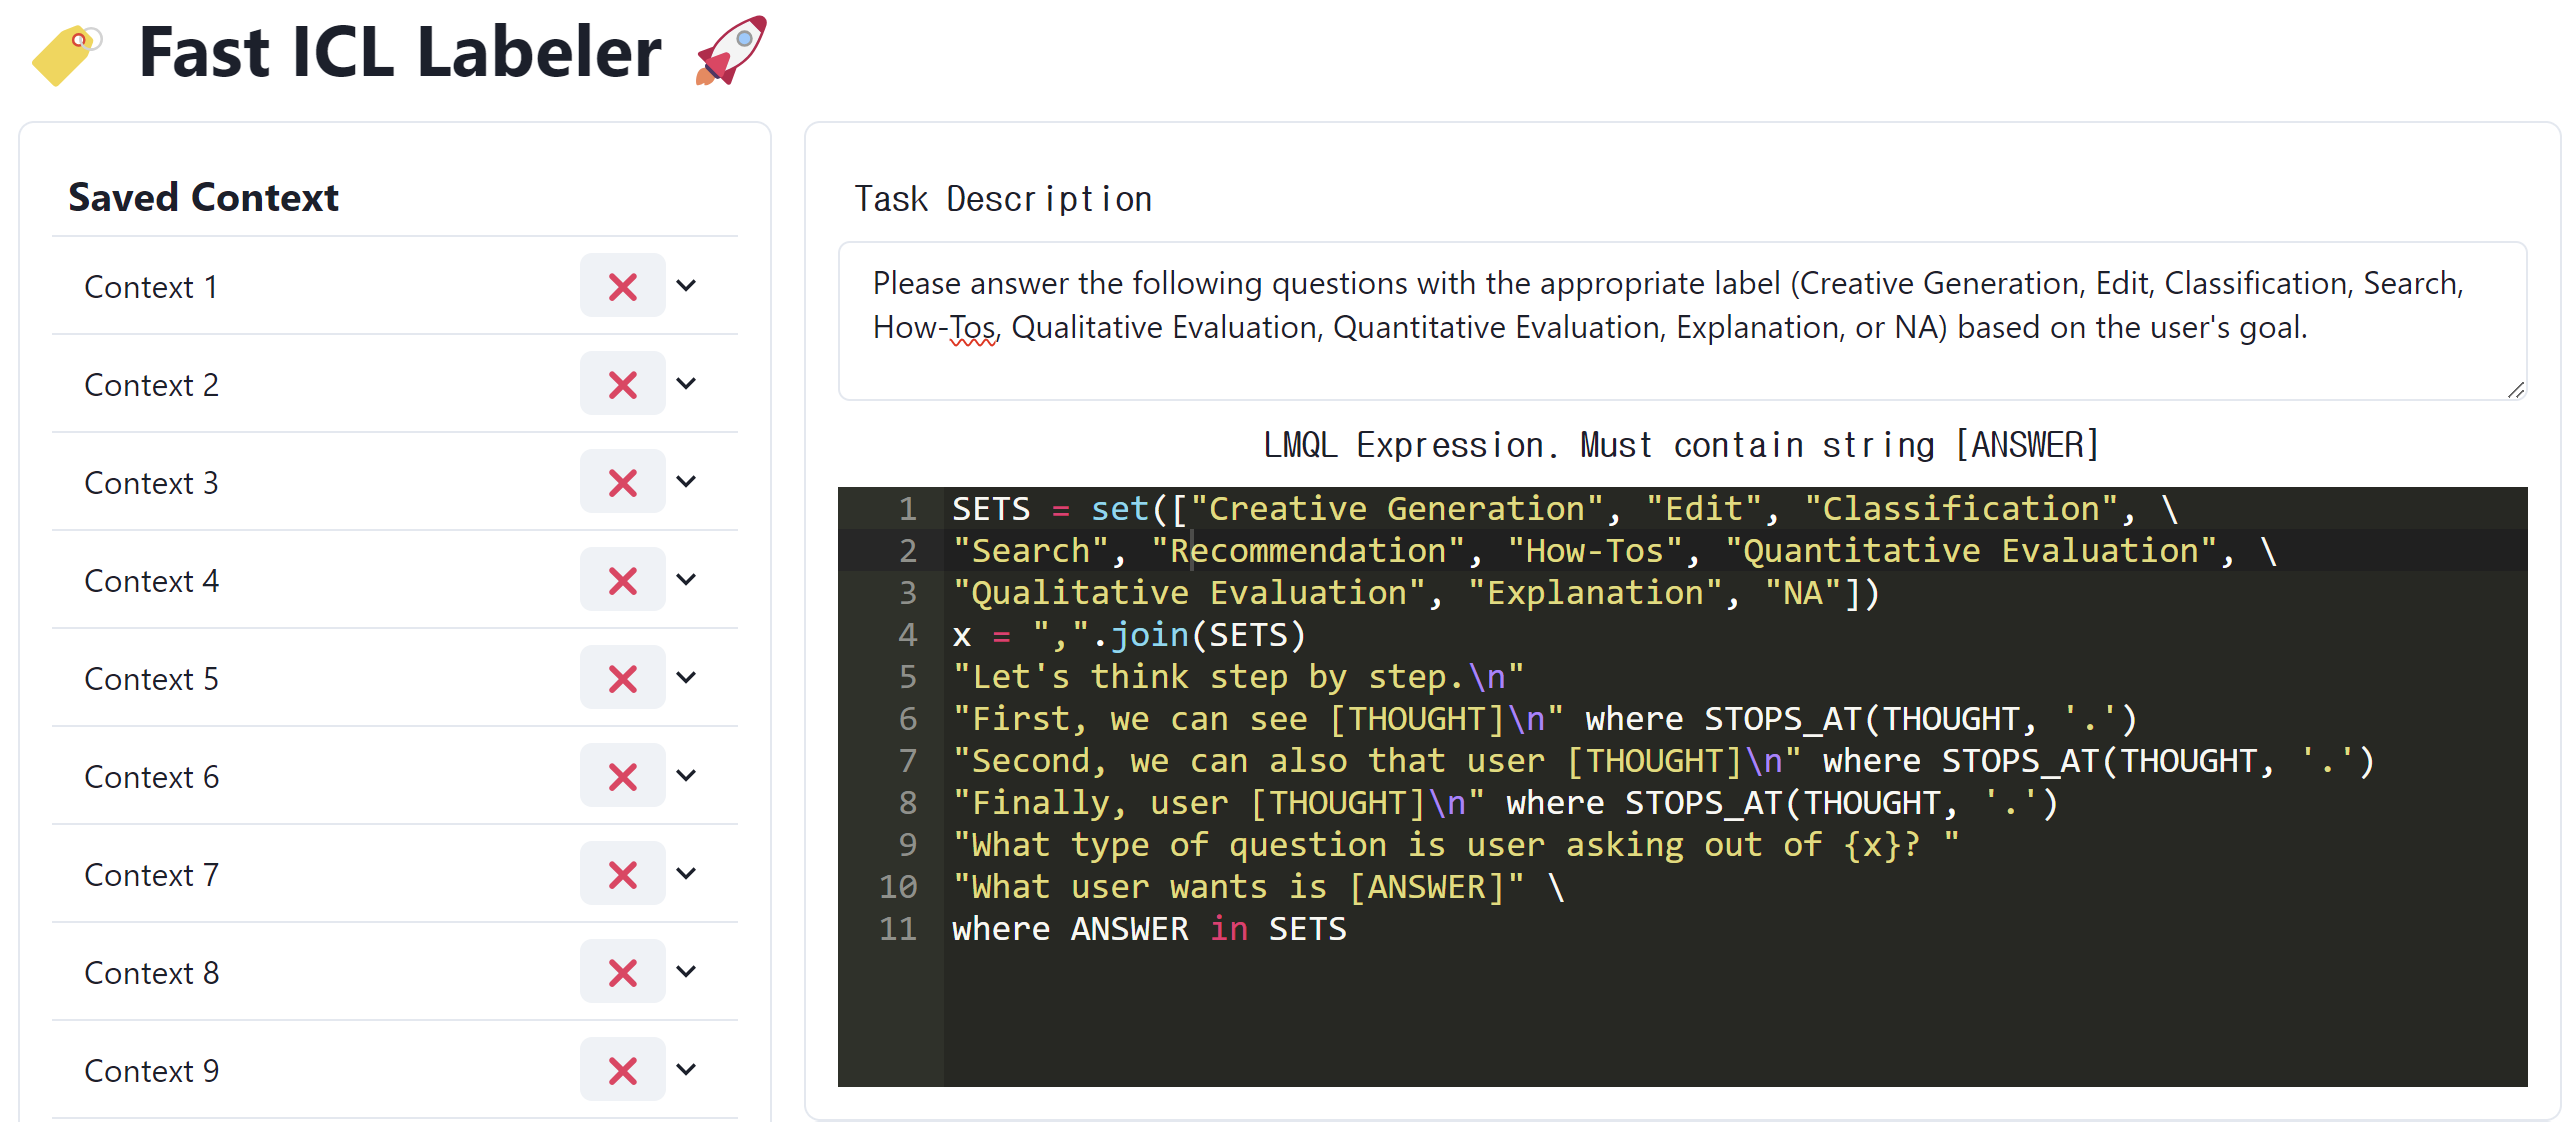 Fast ICL Labeler
Saved Context
Context 1
Context 2
Context 3
Context 4
Context 5
Context 6
Context 7
Context 8
Context 9
Task Description
Please answer the following questions with the appropriate label (Creative Generation, Edit, Classification, Search,
How-Tos, Qualitative Evaluation, Quantitative Evaluation, Explanation, or NA) based on the user's goal.
LMQL Expression. Must contain string [ANSWER]
1 SETS = set(["Creative Generation", "Edit", "Classification", \
2 "Search", "Recommendation", "How-Tos", "Quantitative Evaluation", \
3 "Qualitative Evaluation", "Explanation", "NA"])
4 x = ",".join(SETS)
5 "Let's think step by step.\n"
6 "First, we can see [THOUGHT]\n" where STOPS_AT(THOUGHT, '.')
7 "Second, we can also that user [THOUGHT]\n" where STOPS_AT(THOUGHT, '.')
8 "Finally, user [THOUGHT]\n" where STOPS_AT(THOUGHT, '.')
9 "What type of question is user asking out of {x}? "
10 "What user wants is [ANSWER]" \
11 where ANSWER in SETS